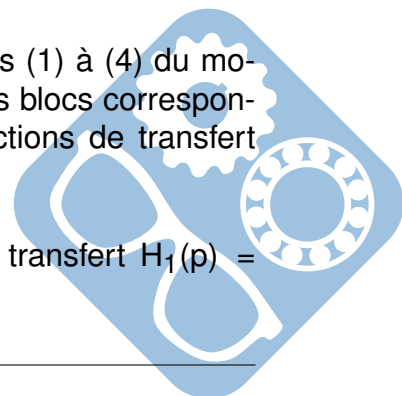 s (1) à (4) du mo-
s blocs correspon-
ctions de transfert
transfert H₁(p) =